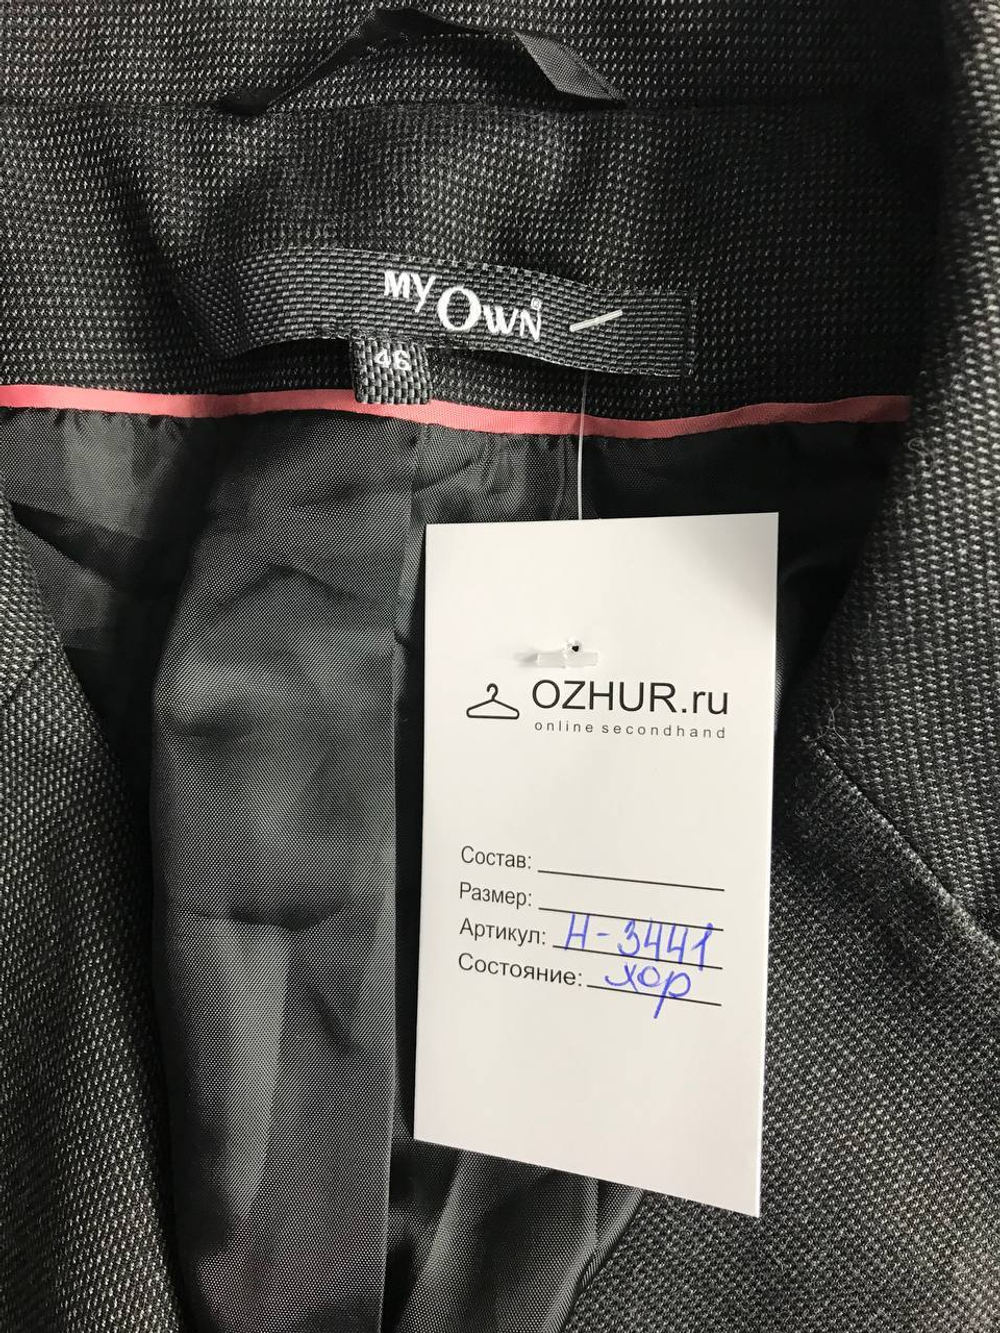 MY OWN®
46
OZHUR.ru
online secondhand
Состав:
Размер:
Артикул: Н-3441
Состояние: хор